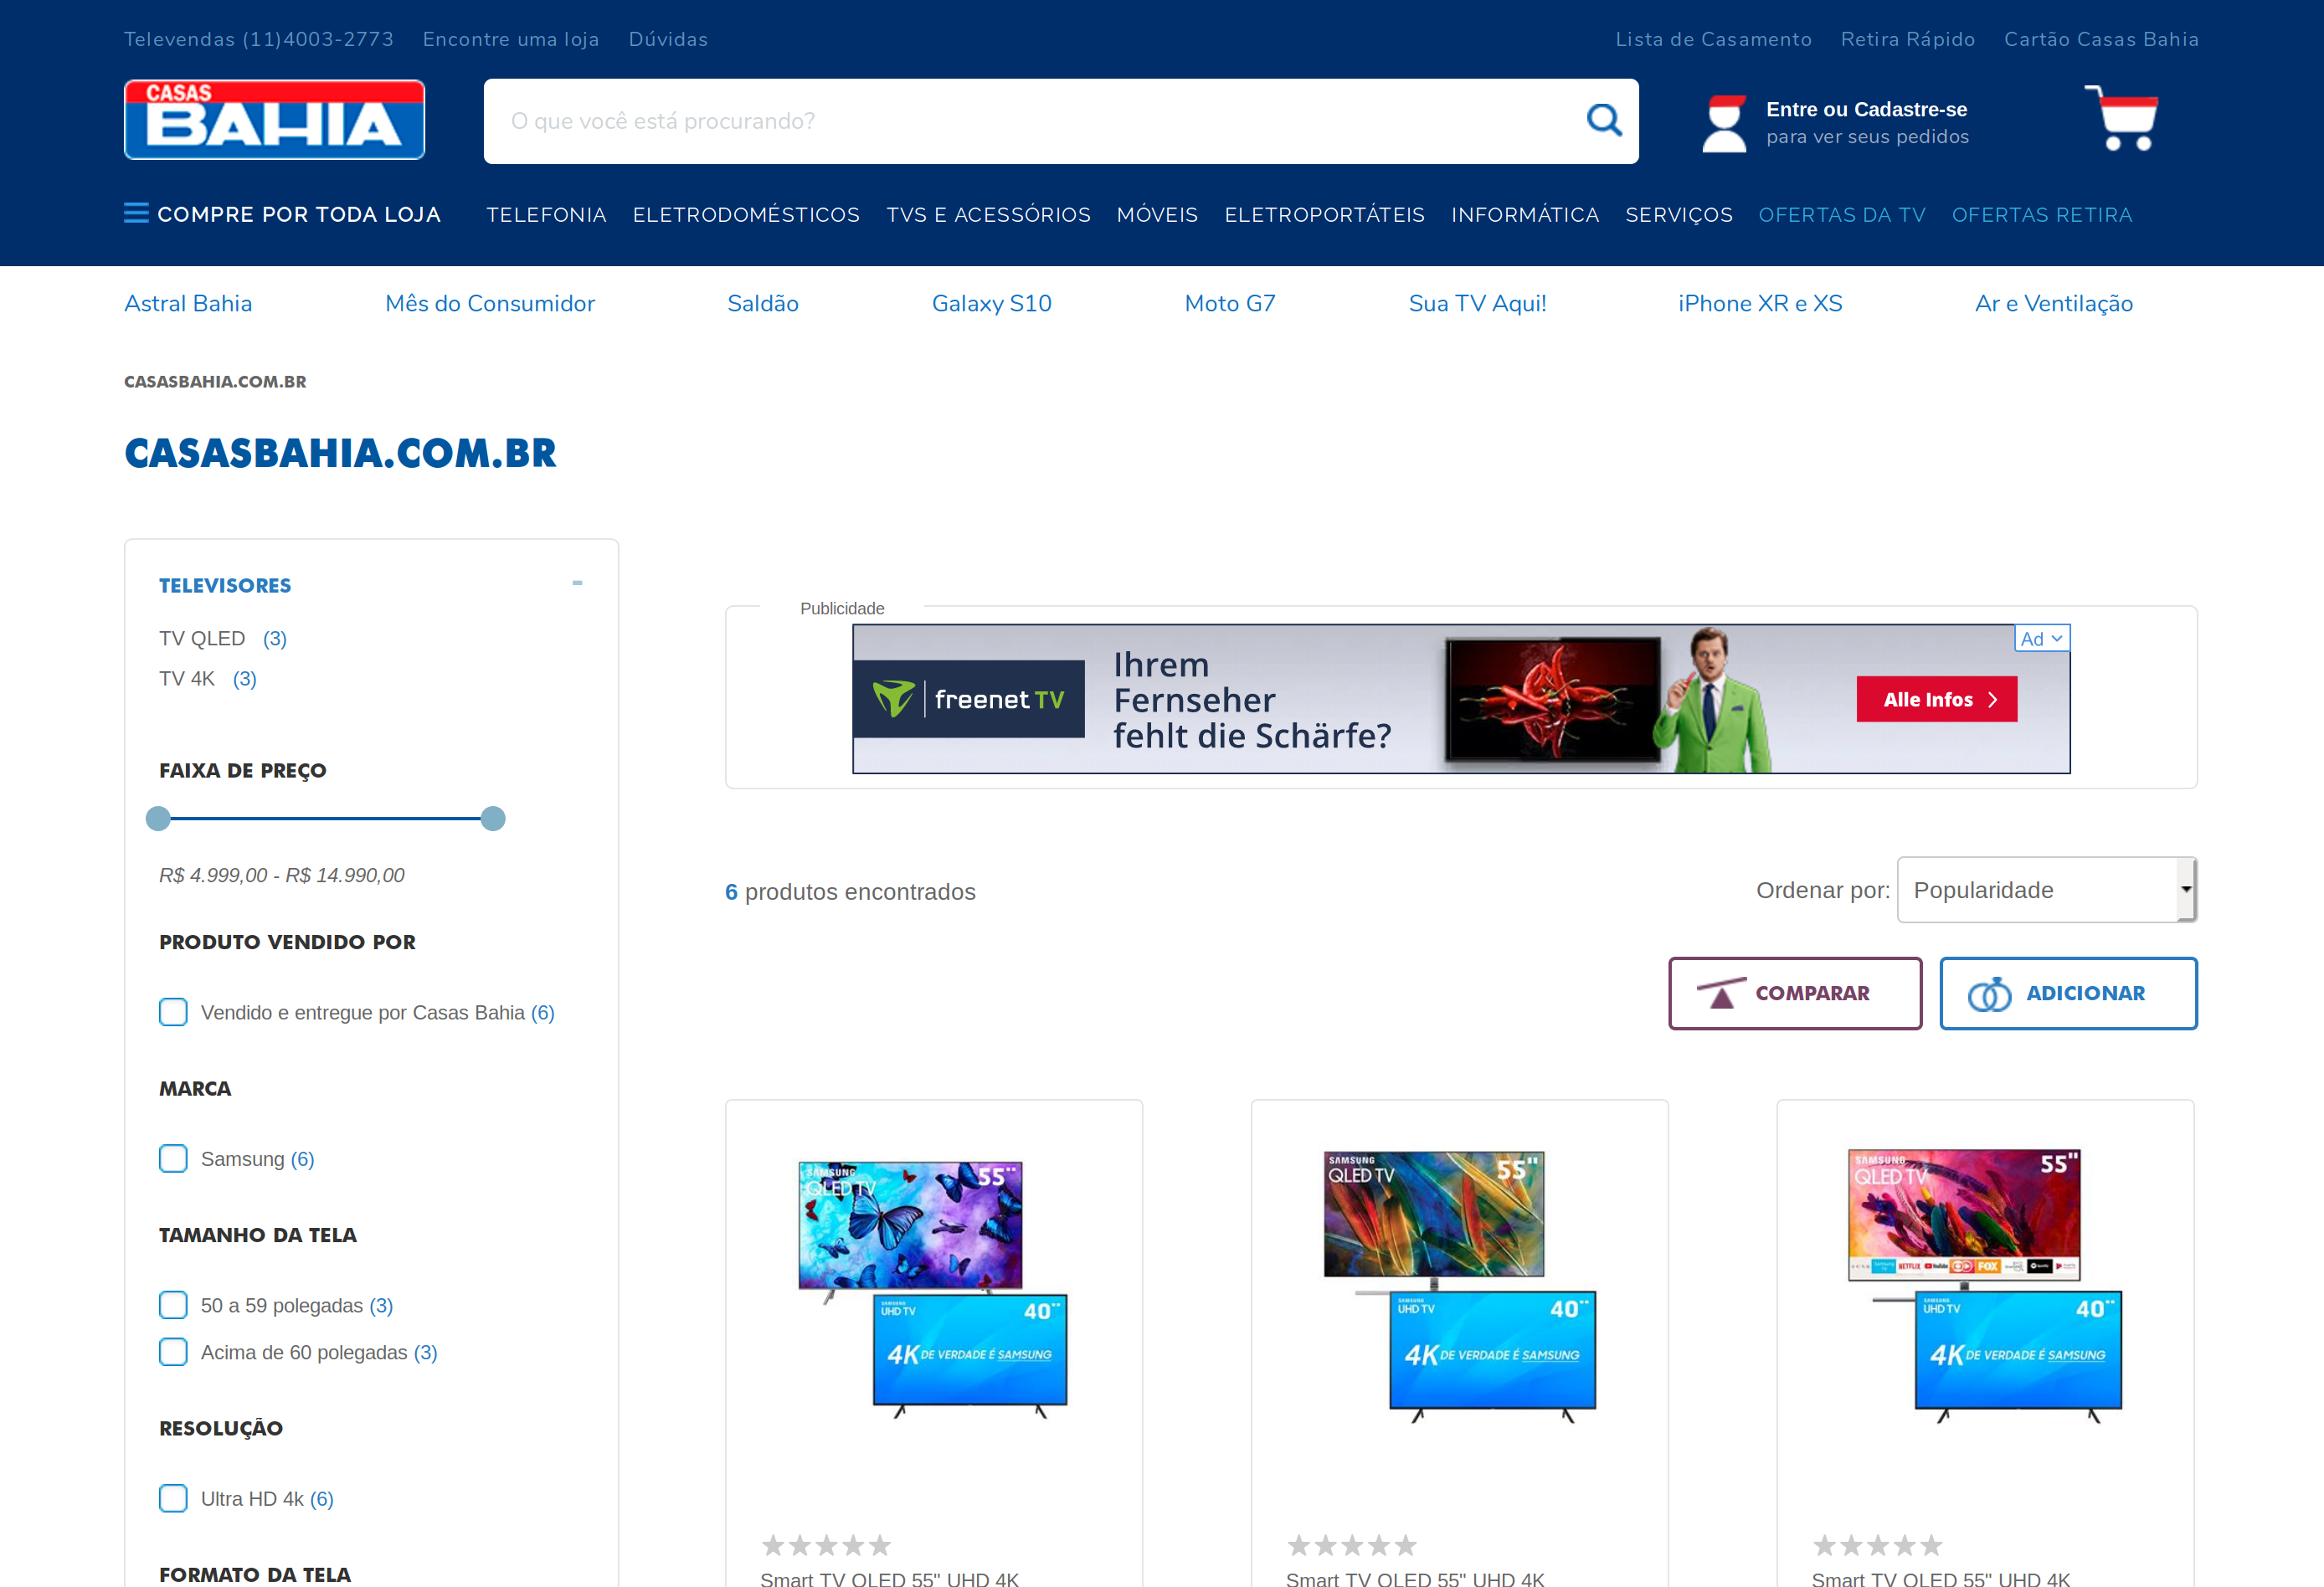 Televendas (11)4003-2773 Encontre uma loja Dúvidas Lista de Casamento Retira Rápido Cartão Casas Bahia
CASAS
BAHIA
O que você está procurando?
Entre ou Cadastre-se
para ver seus pedidos
COMPRE POR TODA LOJA TELEFONIA ELETRODOMÉSTICOS TVS E ACESSÓRIOS MÓVEIS ELETROPORTÁTEIS INFORMÁTICA SERVIÇOS OFERTAS DA TV OFERTAS RETIRA
Astral Bahia Mês do Consumidor Saldão Galaxy S10 Moto G7 Sua TV Aqui! iPhone XR e XS Ar e Ventilação
CASASBAHIA.COM.BR
CASASBAHIA.COM.BR
TELEVISORES -
TV QLED (3)
TV 4K (3)
FAIXA DE PREÇO
R$ 4.999,00 - R$ 14.990,00
PRODUTO VENDIDO POR
Vendido e entregue por Casas Bahia (6)
MARCA
Samsung (6)
TAMANHO DA TELA
50 a 59 polegadas (3)
Acima de 60 polegadas (3)
RESOLUÇÃO
Ultra HD 4k (6)
FORMATO DA TELA
Publicidade
freenet TV
Ihrem
Fernseher
fehlt die Schärfe?
Alle Infos
Ad
6 produtos encontrados
Ordenar por: Popularidade
COMPARAR ADICIONAR
SAMSUNG
QLED TV 55"
SAMSUNG
UHD TV 40"
4K DE VERDADE É SAMSUNG
Smart TV QLED 55" UHD 4K
SAMSUNG
QLED TV 55"
SAMSUNG
UHD TV 40"
4K DE VERDADE É SAMSUNG
Smart TV QLED 55" UHD 4K
SAMSUNG
QLED TV 55"
NETFLIX YouTube FOX
SAMSUNG
UHD TV 40"
4K DE VERDADE É SAMSUNG
Smart TV QLED 55" UHD 4K